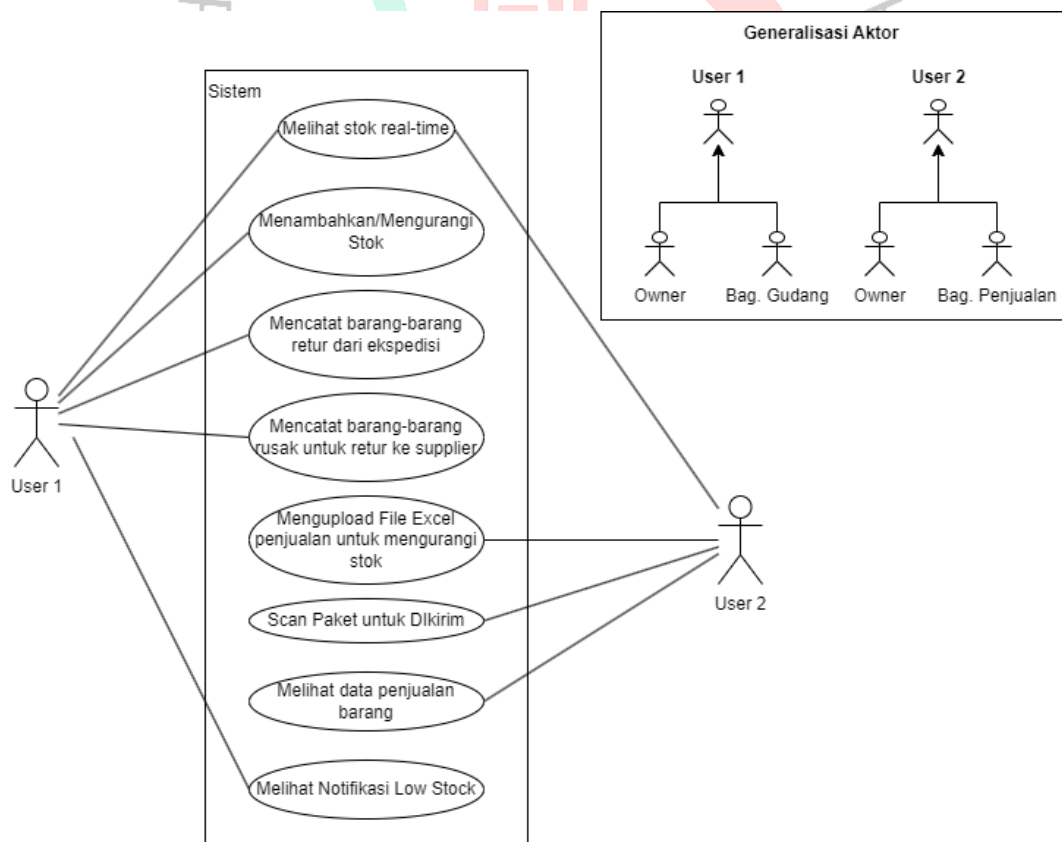 Generalisasi Aktor
User 1
User 2
Owner
Bag. Gudang
Owner
Bag. Penjualan
Sistem
Melihat stok real-time
Menambahkan/Mengurangi
Stok
Mencatat barang-barang
retur dari ekspedisi
Mencatat barang-barang
rusak untuk retur ke supplier
Mengupload File Excel
penjualan untuk mengurangi
stok
Scan Paket untuk DIkirim
Melihat data penjualan
barang
Melihat Notifikasi Low Stock
User 1
User 2